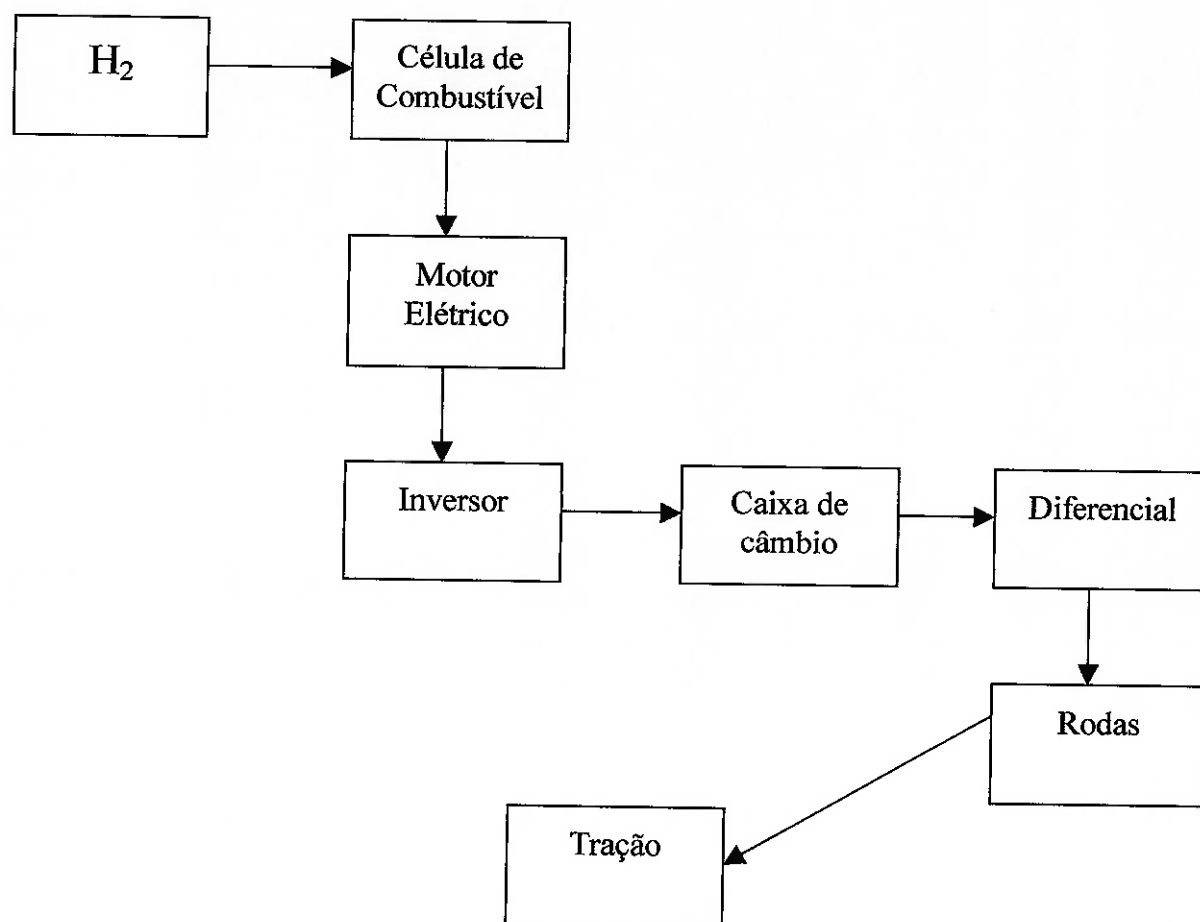 H₂
Célula de
Combustível
Motor
Elétrico
Inversor
Caixa de
câmbio
Diferencial
Rodas
Tração